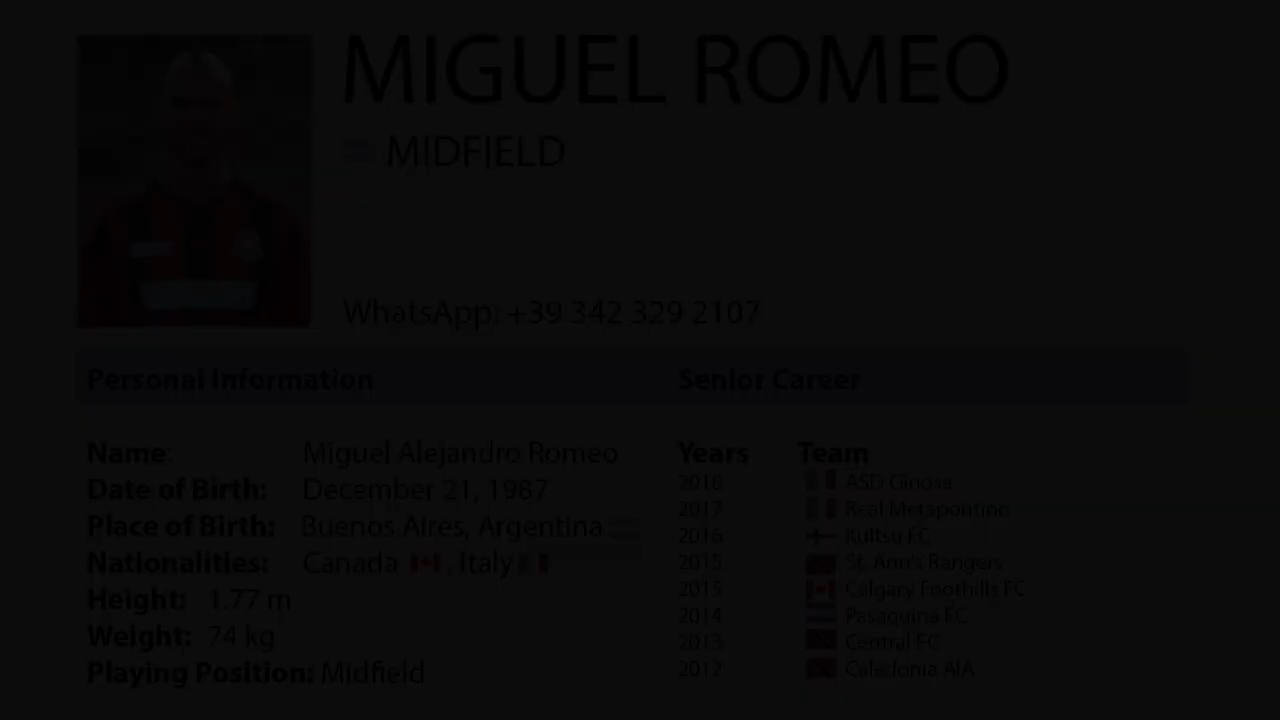 MIGUEL ROMEO
MIDFIELD
WhatsApp: +39 342 329 2107
Personal Information
Senior Career
Name: Miguel Alejandro Romeo
Date of Birth: December 21, 1987
Place of Birth: Buenos Aires, Argentina
Nationalities: Canada , Italy
Height: 1.77 m
Weight: 74 kg
Playing Position: Midfield
Years Team
2018 ASD Ginosa
2017 Real Metapontino
2016 Kultsu FC
2015 St. Ann's Rangers
2015 Calgary Foothills FC
2014 Pasaquina FC
2013 Central FC
2012 Caledonia AIA